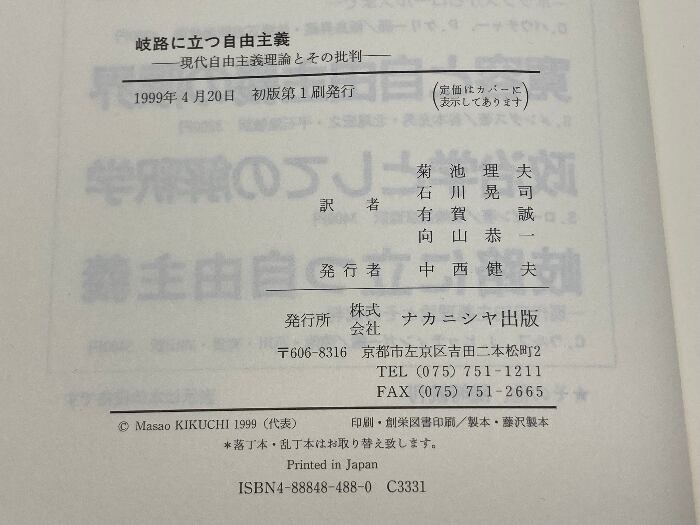 岐路に立つ自由主義
——現代自由主義理論とその批判——
1999年4月20日 初版第1刷発行 (定価はカバーに
表示してあります)
訳者
菊池理夫
石川晃司
有賀誠
向山恭一
発行者 中西健夫
発行所 株式会社 ナカニシヤ出版
〒606-8316 京都市左京区吉田二本松町2
TEL (075) 751-1211
FAX (075) 751-2665
© Masao KIKUCHI 1999 (代表) 印刷・創栄図書印刷/製本・藤沢製本
*落丁本・乱丁本はお取り替え致します。
Printed in Japan
ISBN4-88848-488-0 C3331